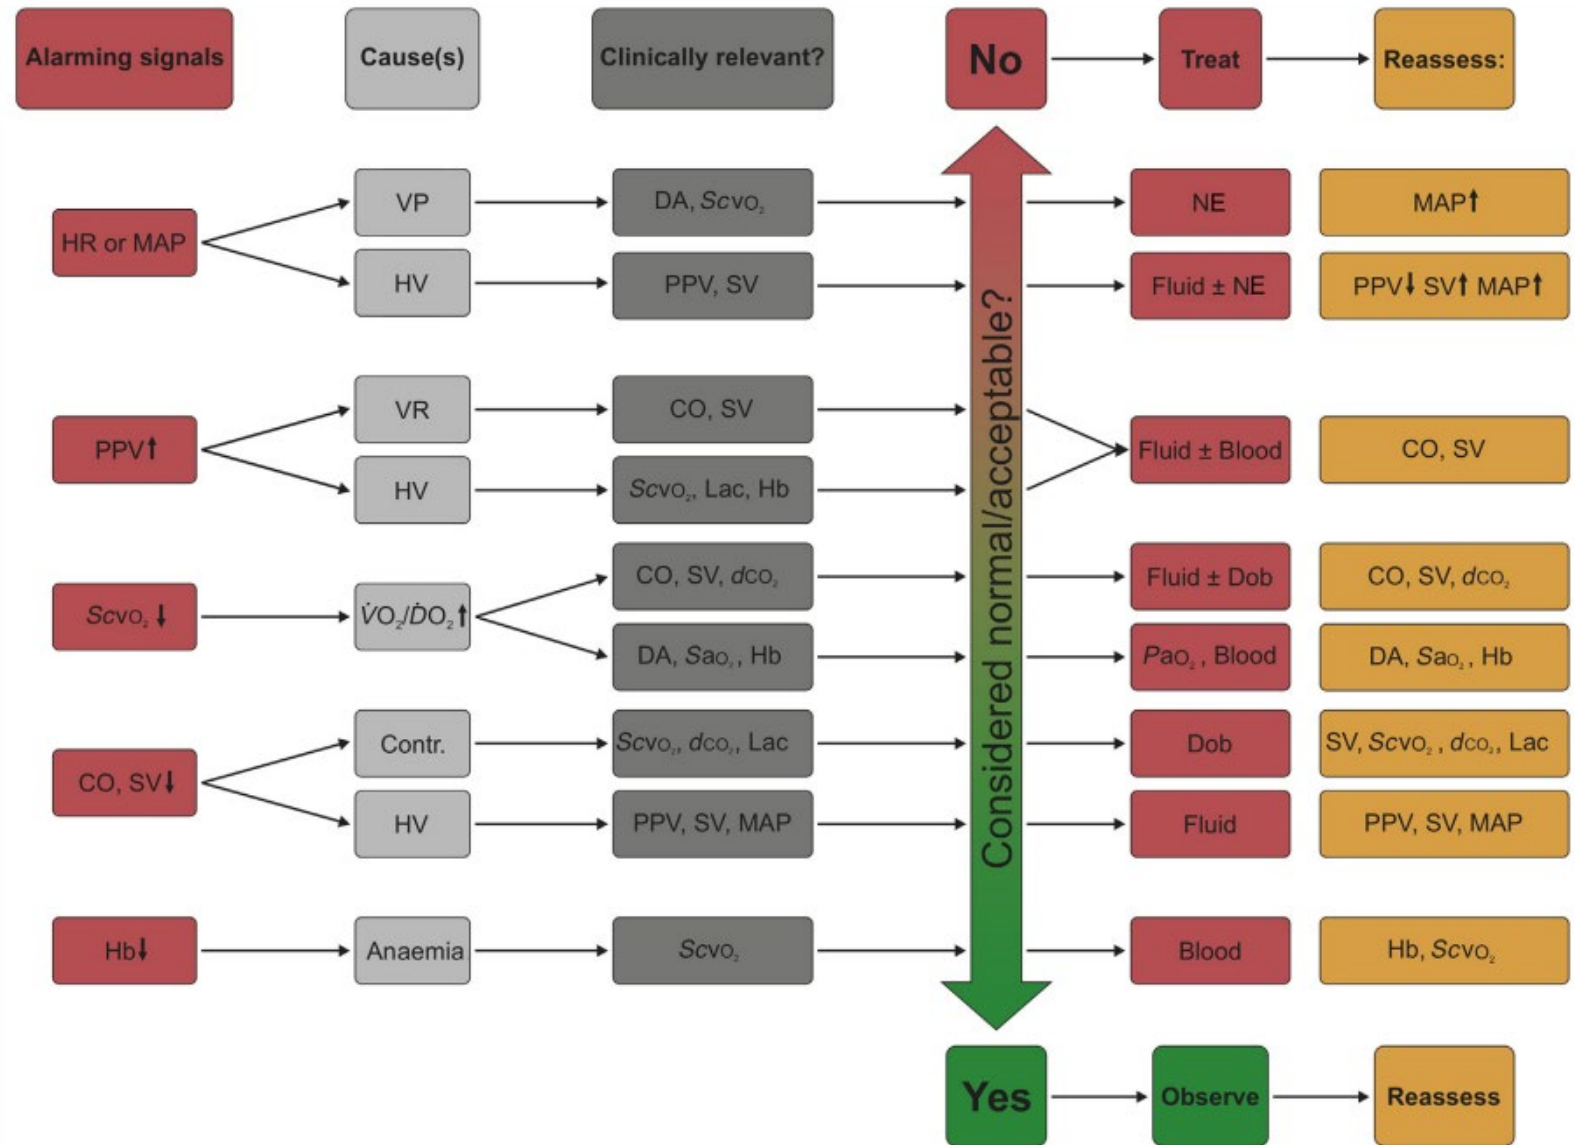 Alarming signals
Cause(s)
Clinically relevant?
No
Treat
Reassess:
HR or MAP
VP
DA, ScvO₂
NE
MAP↑
HV
PPV, SV
Fluid ± NE
PPV↓ SV↑ MAP↑
PPV↑
VR
CO, SV
Fluid ± Blood
CO, SV
HV
ScvO₂, Lac, Hb
ScvO₂ ↓
V̇O₂/ḊO₂↑
CO, SV, dCO₂
Fluid ± Dob
CO, SV, dCO₂
DA, SaO₂, Hb
PaO₂, Blood
DA, SaO₂, Hb
CO, SV↓
Contr.
ScvO₂, dCO₂, Lac
Dob
SV, ScvO₂, dCO₂, Lac
HV
PPV, SV, MAP
Fluid
PPV, SV, MAP
Hb↓
Anaemia
ScvO₂
Blood
Hb, ScvO₂
Considered normal/acceptable?
Yes
Observe
Reassess